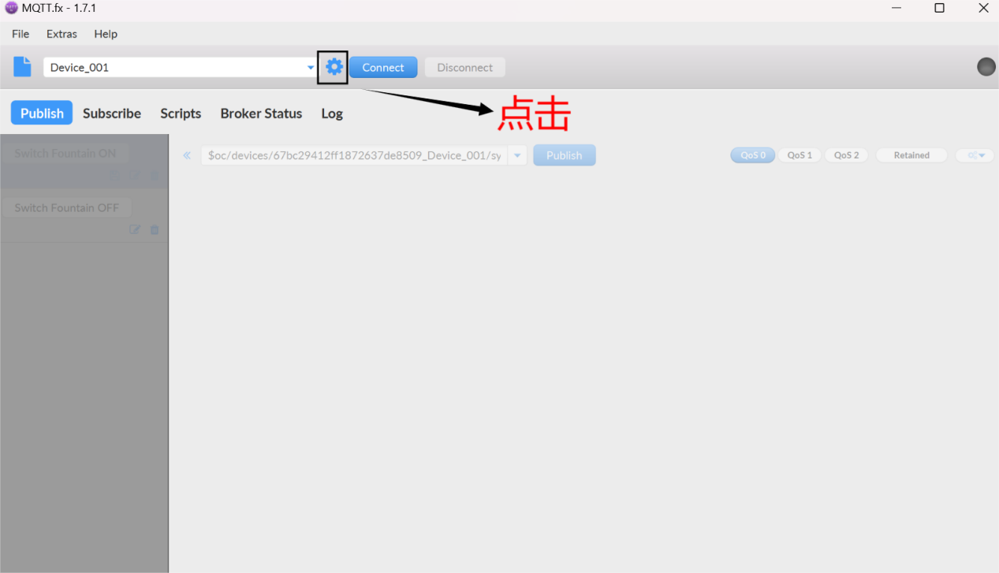 MQTT.fx - 1.7.1
File Extras Help
Device_001 Connect Disconnect
点击
Publish Subscribe Scripts Broker Status Log
Switch Fountain ON
$oc/devices/67bc29412ff1872637de8509_Device_001/sy Publish QoS 0 QoS 1 QoS 2 Retained
Switch Fountain OFF